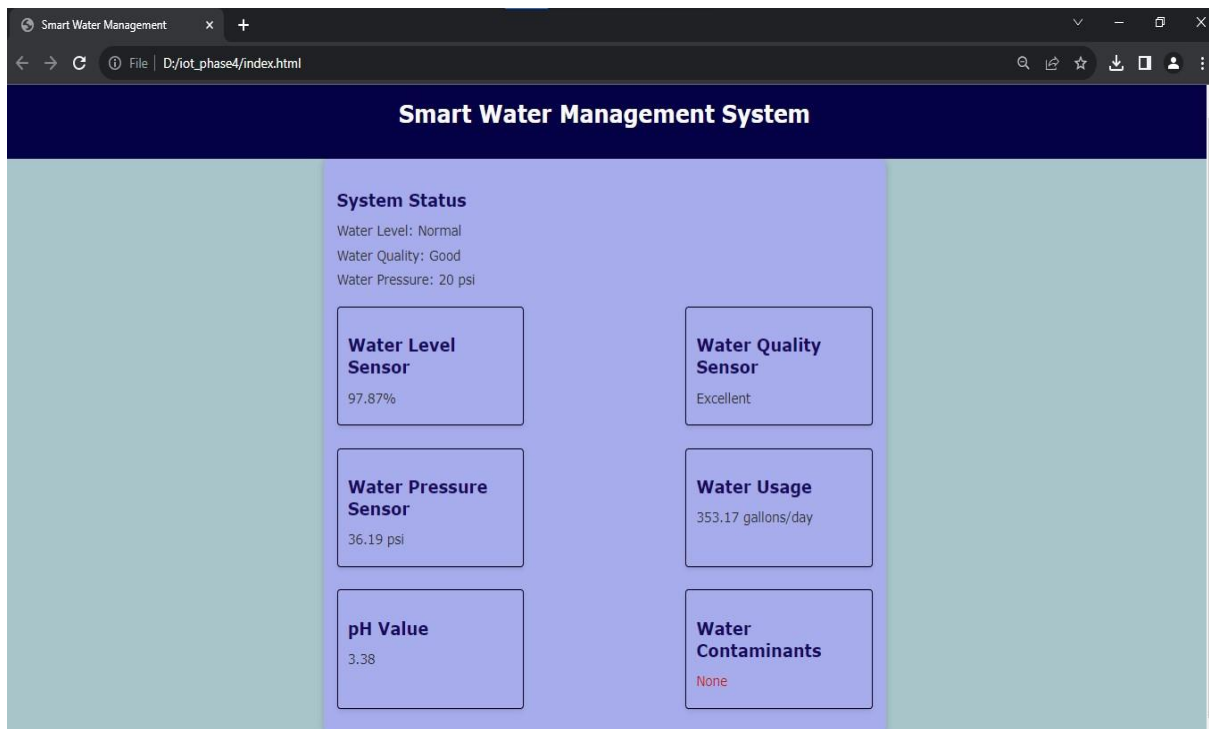 Smart Water Management
File
D:/iot_phase4/index.html
Smart Water Management System
System Status
Water Level: Normal
Water Quality: Good
Water Pressure: 20 psi
Water Level
Sensor
97.87%
Water Quality
Sensor
Excellent
Water Pressure
Sensor
36.19 psi
Water Usage
353.17 gallons/day
pH Value
3.38
Water
Contaminants
None